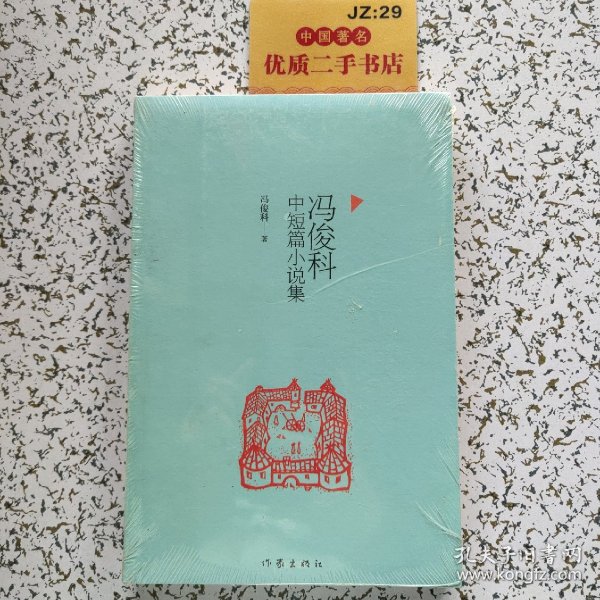 JZ:29
中国著名
优质二手书店
冯俊科
中短篇小说集
冯俊科 著
作家出版社
孔夫子旧书网
www.kongfz.com